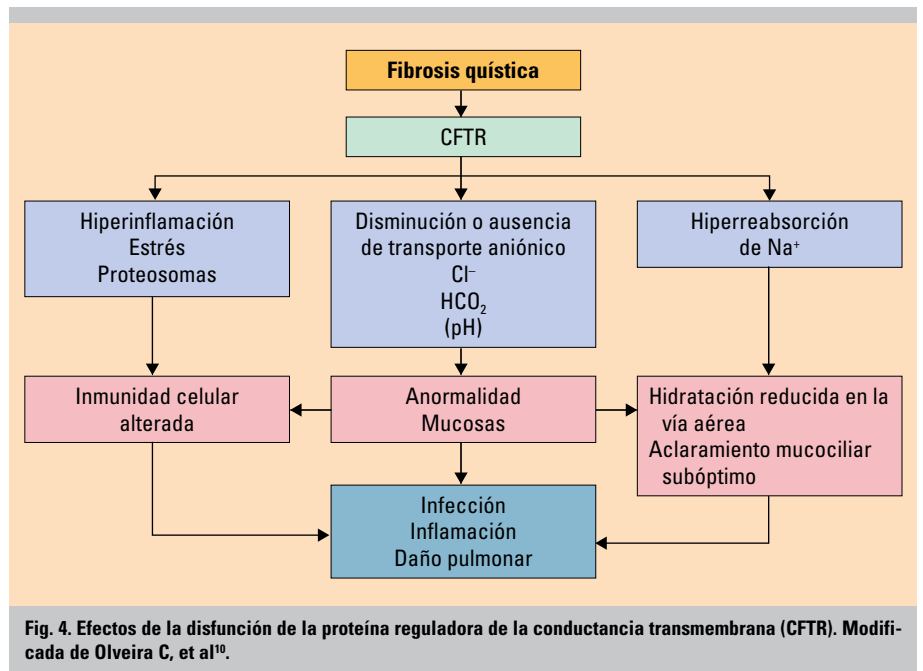 Fibrosis quística
CFTR
Hiperinflamación
Estrés
Proteosomas
Disminución o ausencia
de transporte aniónico
Cl⁻
HCO₂
(pH)
Hiperreabsorción
de Na⁺
Inmunidad celular
alterada
Anormalidad
Mucosas
Hidratación reducida en la
vía aérea
Aclaramiento mucociliar
subóptimo
Infección
Inflamación
Daño pulmonar
Fig. 4. Efectos de la disfunción de la proteína reguladora de la conductancia transmembrana (CFTR). Modifi-
cada de Olveira C, et al¹⁰.